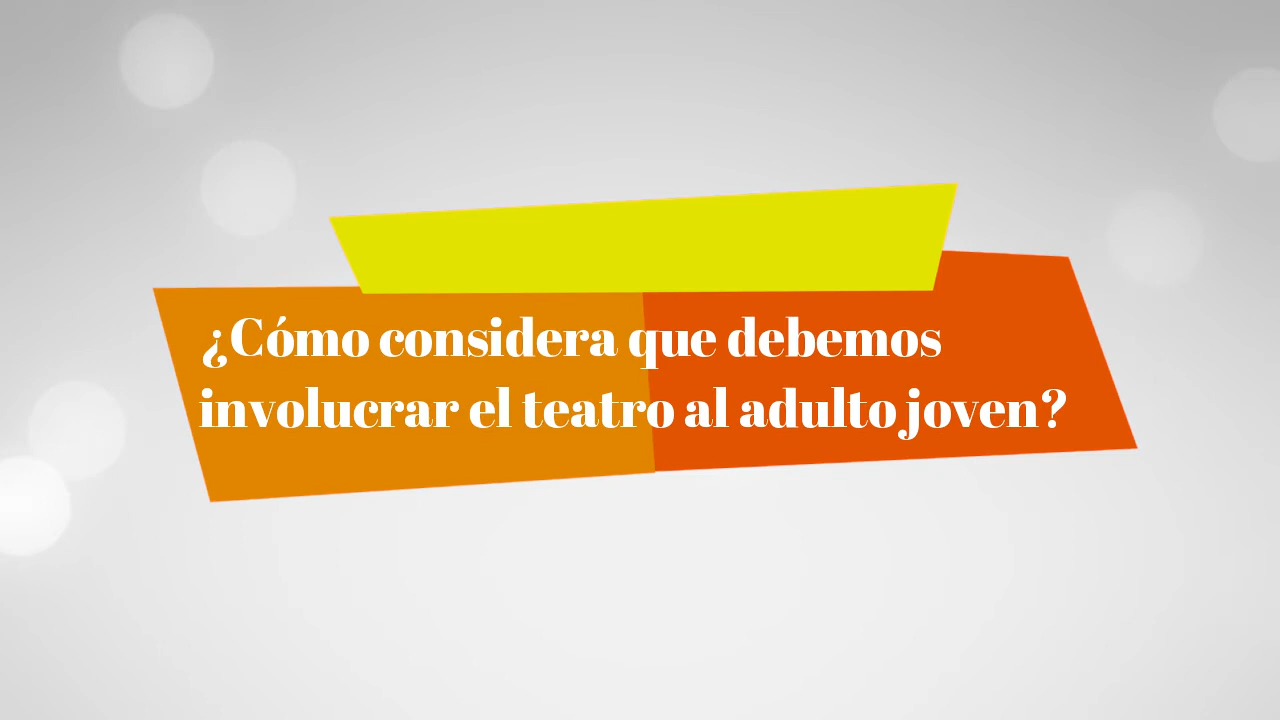 ¿Cómo considera que debemos
involucrar el teatro al adulto joven?